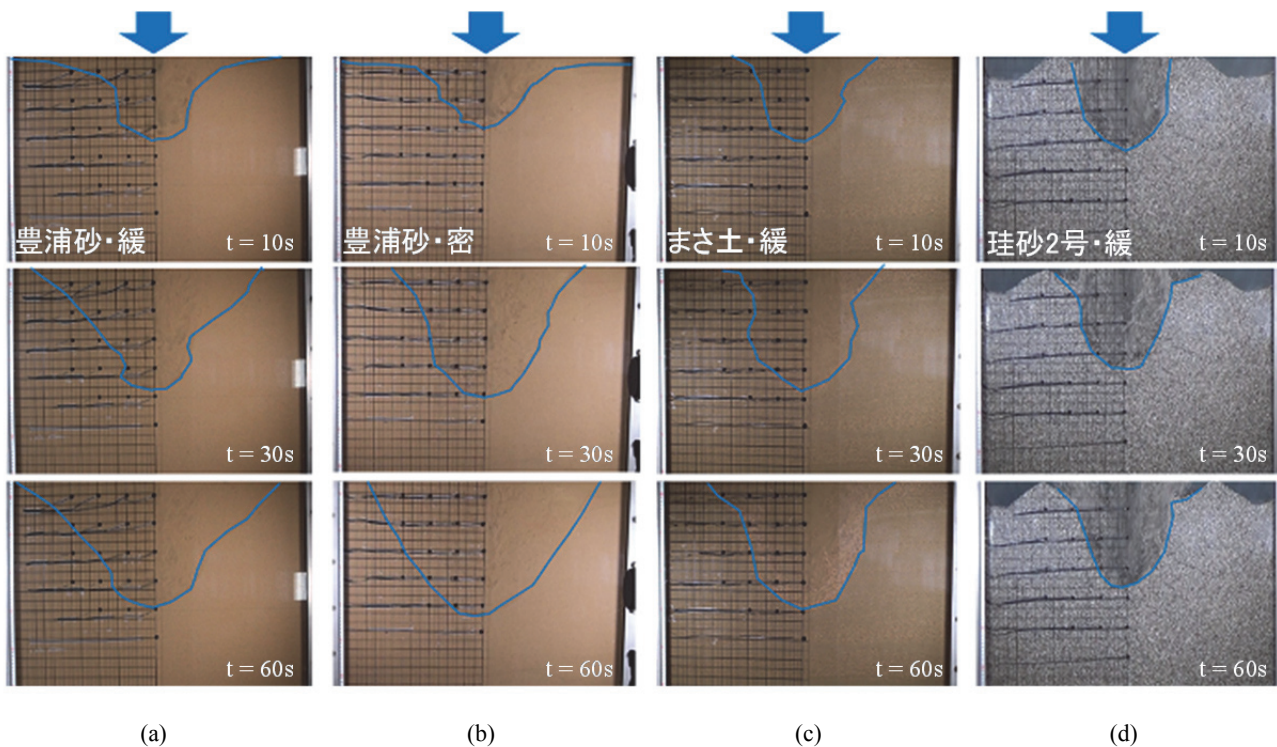 豊浦砂・緩
t = 10s
豊浦砂・密
t = 10s
まさ土・緩
t = 10s
珪砂2号・緩
t = 10s
t = 30s
t = 30s
t = 30s
t = 30s
t = 60s
t = 60s
t = 60s
t = 60s
(a)
(b)
(c)
(d)